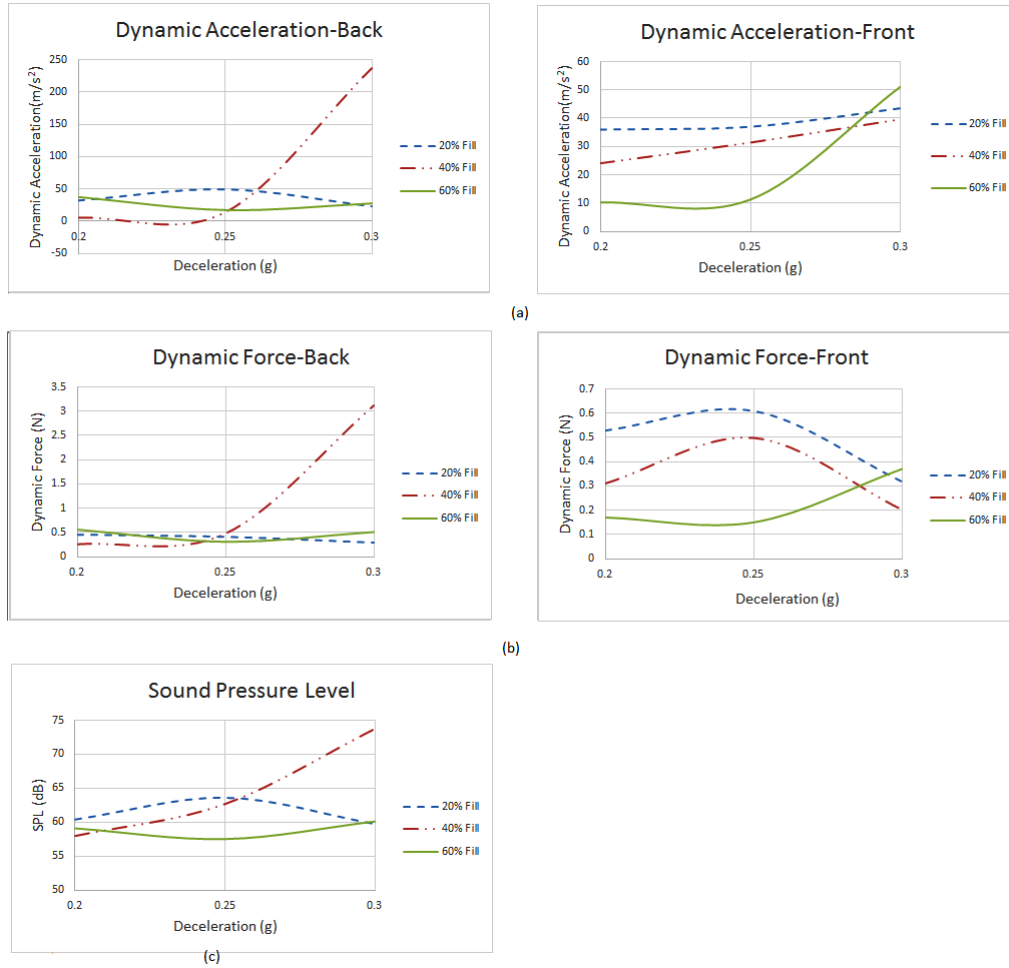 Dynamic Acceleration-Back
Dynamic Acceleration(m/s²)
250
200
150
100
50
0
-50
0.2
0.25
0.3
Deceleration (g)
20% Fill
40% Fill
60% Fill
Dynamic Acceleration-Front
Dynamic Acceleration(m/s²)
60
50
40
30
20
10
0
0.2
0.25
0.3
Deceleration (g)
20% Fill
40% Fill
60% Fill
(a)
Dynamic Force-Back
Dynamic Force (N)
3.5
3
2.5
2
1.5
1
0.5
0
0.2
0.25
0.3
Deceleration (g)
20% Fill
40% Fill
60% Fill
Dynamic Force-Front
Dynamic Force (N)
0.7
0.6
0.5
0.4
0.3
0.2
0.1
0
0.2
0.25
0.3
Deceleration (g)
20% Fill
40% Fill
60% Fill
(b)
Sound Pressure Level
SPL (dB)
75
70
65
60
55
50
0.2
0.25
0.3
Deceleration (g)
20% Fill
40% Fill
60% Fill
(c)